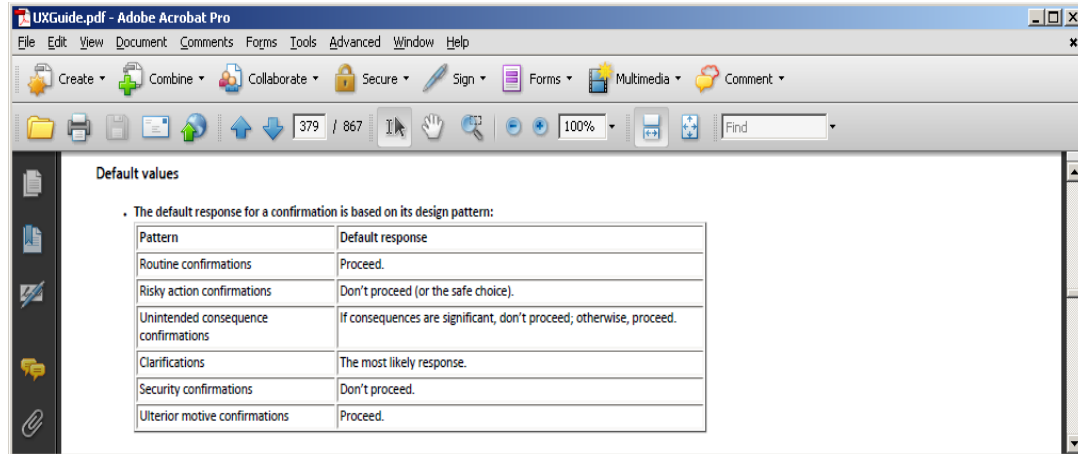 UXGuide.pdf - Adobe Acrobat Pro
File Edit View Document Comments Forms Tools Advanced Window Help
Create Combine Collaborate Secure Sign Forms Multimedia Comment
379 / 867 100% Find
Default values
• The default response for a confirmation is based on its design pattern:
Pattern Default response
Routine confirmations Proceed.
Risky action confirmations Don't proceed (or the safe choice).
Unintended consequence If consequences are significant, don't proceed; otherwise, proceed.
confirmations
Clarifications The most likely response.
Security confirmations Don't proceed.
Ulterior motive confirmations Proceed.